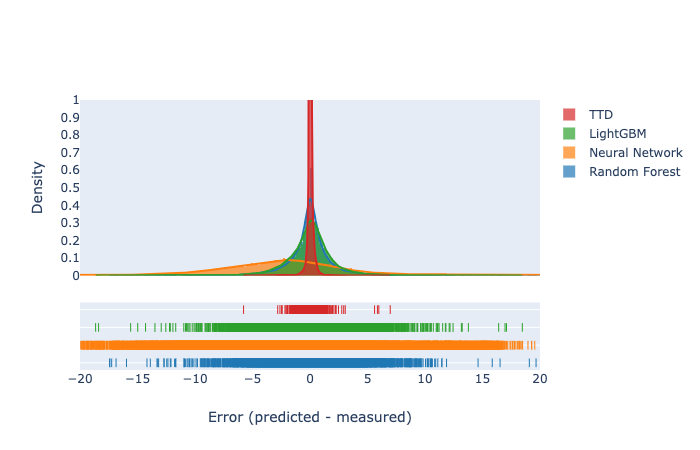 1
0.9
0.8
0.7
0.6
0.5
0.4
0.3
0.2
0.1
0
Density
TTD
LightGBM
Neural Network
Random Forest
−20 −15 −10 −5 0 5 10 15 20
Error (predicted - measured)